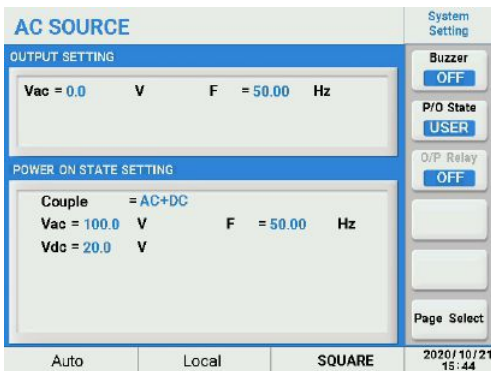 AC SOURCE
System
Setting
OUTPUT SETTING
Vac = 0.0 V F = 50.00 Hz
Buzzer
OFF
P/O State
USER
O/P Relay
OFF
POWER ON STATE SETTING
Couple = AC+DC
Vac = 100.0 V F = 50.00 Hz
Vdc = 20.0 V
Page Select
Auto Local SQUARE
2020/10/21
15:44